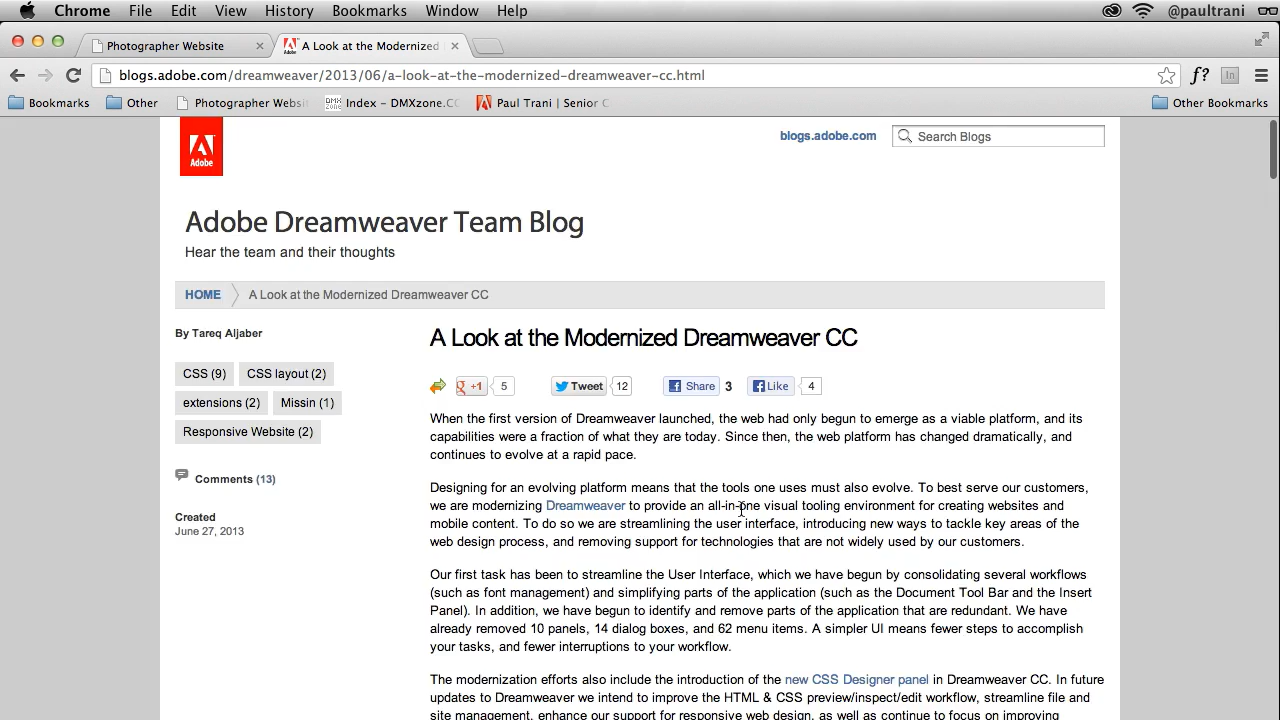 Chrome File Edit View History Bookmarks Window Help @paultrani
Photographer Website
A Look at the Modernized
blogs.adobe.com/dreamweaver/2013/06/a-look-at-the-modernized-dreamweaver-cc.html
f?
in
Bookmarks Other Photographer Websi Index – DMXzone.CO Paul Trani | Senior C Other Bookmarks
Adobe
blogs.adobe.com
Search Blogs
Adobe Dreamweaver Team Blog
Hear the team and their thoughts
HOME A Look at the Modernized Dreamweaver CC
By Tareq Aljaber
CSS (9) CSS layout (2)
extensions (2) Missin (1)
Responsive Website (2)
Comments (13)
Created
June 27, 2013
A Look at the Modernized Dreamweaver CC
g +1 5 Tweet 12 Share 3 Like 4
When the first version of Dreamweaver launched, the web had only begun to emerge as a viable platform, and its
capabilities were a fraction of what they are today. Since then, the web platform has changed dramatically, and
continues to evolve at a rapid pace.
Designing for an evolving platform means that the tools one uses must also evolve. To best serve our customers,
we are modernizing Dreamweaver to provide an all-in-one visual tooling environment for creating websites and
mobile content. To do so we are streamlining the user interface, introducing new ways to tackle key areas of the
web design process, and removing support for technologies that are not widely used by our customers.
Our first task has been to streamline the User Interface, which we have begun by consolidating several workflows
(such as font management) and simplifying parts of the application (such as the Document Tool Bar and the Insert
Panel). In addition, we have begun to identify and remove parts of the application that are redundant. We have
already removed 10 panels, 14 dialog boxes, and 62 menu items. A simpler UI means fewer steps to accomplish
your tasks, and fewer interruptions to your workflow.
The modernization efforts also include the introduction of the new CSS Designer panel in Dreamweaver CC. In future
updates to Dreamweaver we intend to improve the HTML & CSS preview/inspect/edit workflow, streamline file and
site management, enhance our support for responsive web design, as well as continue to focus on improving